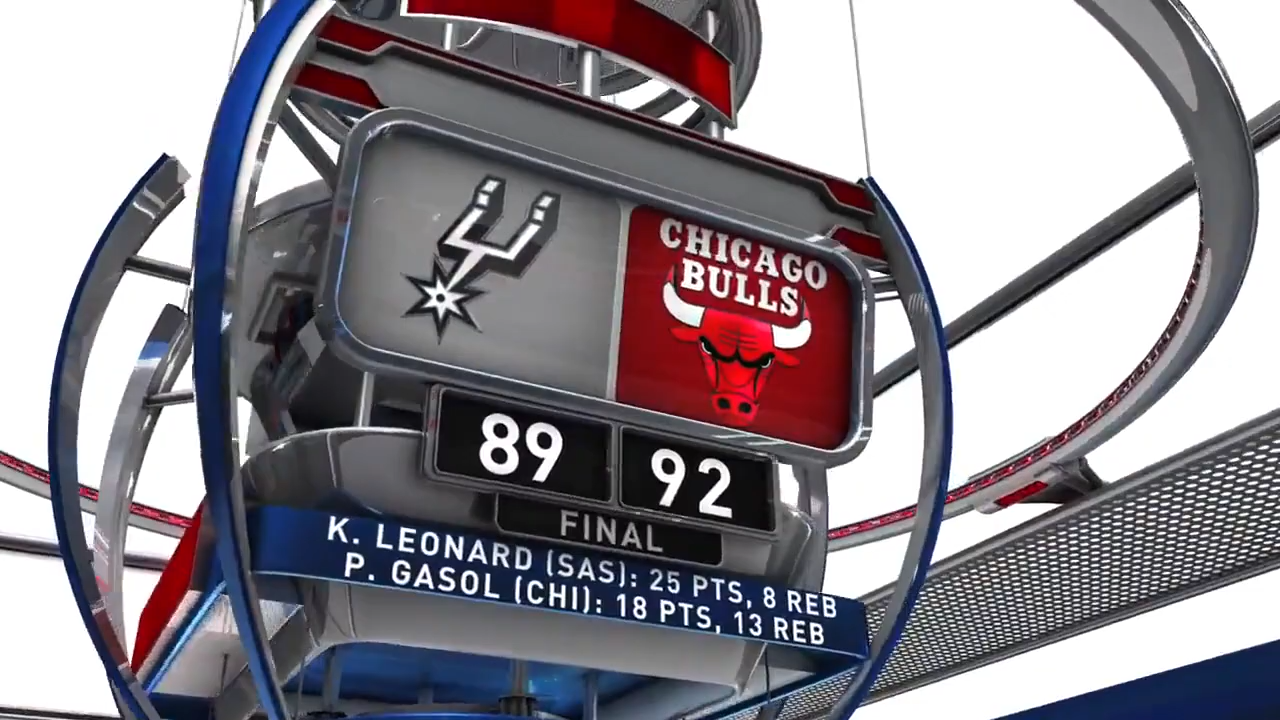 CHICAGO
BULLS
89 92
FINAL
K. LEONARD (SAS): 25 PTS, 8 REB
P. GASOL (CHI): 18 PTS, 13 REB